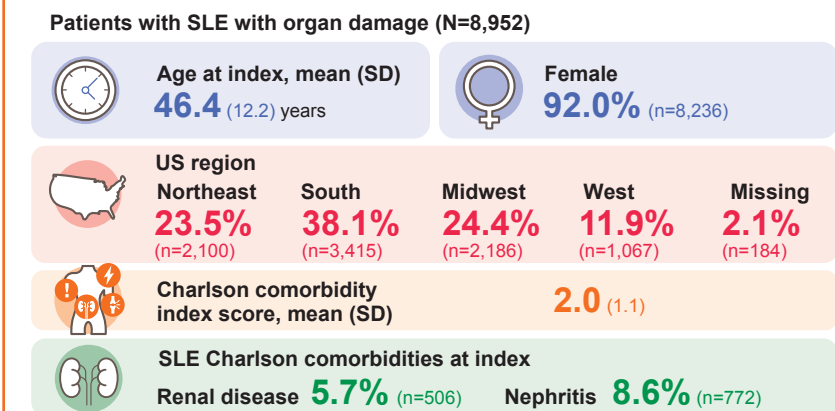 Patients with SLE with organ damage (N=8,952)
Age at index, mean (SD)
46.4 (12.2) years
Female
92.0% (n=8,236)
US region
Northeast South Midwest West Missing
23.5% 38.1% 24.4% 11.9% 2.1%
(n=2,100) (n=3,415) (n=2,186) (n=1,067) (n=184)
Charlson comorbidity
index score, mean (SD)
2.0 (1.1)
SLE Charlson comorbidities at index
Renal disease 5.7% (n=506) Nephritis 8.6% (n=772)